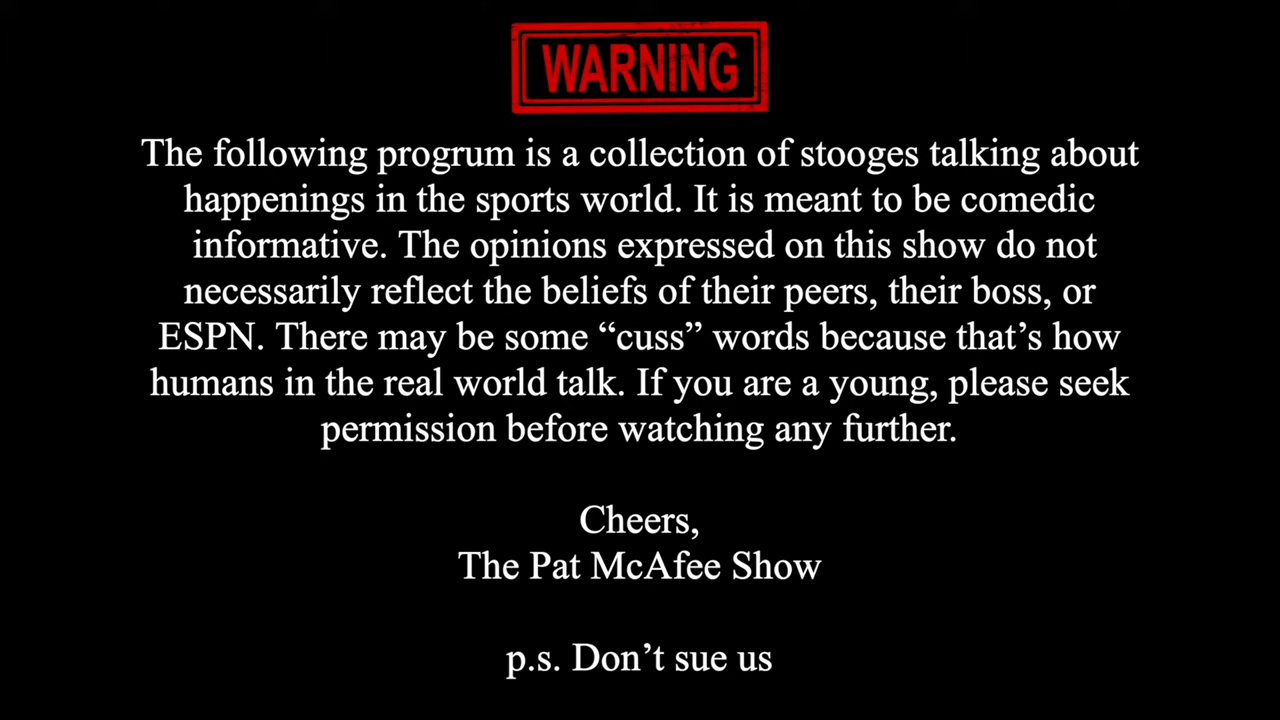 WARNING
The following progrum is a collection of stooges talking about
happenings in the sports world. It is meant to be comedic
informative. The opinions expressed on this show do not
necessarily reflect the beliefs of their peers, their boss, or
ESPN. There may be some “cuss” words because that’s how
humans in the real world talk. If you are a young, please seek
permission before watching any further.
Cheers,
The Pat McAfee Show
p.s. Don’t sue us